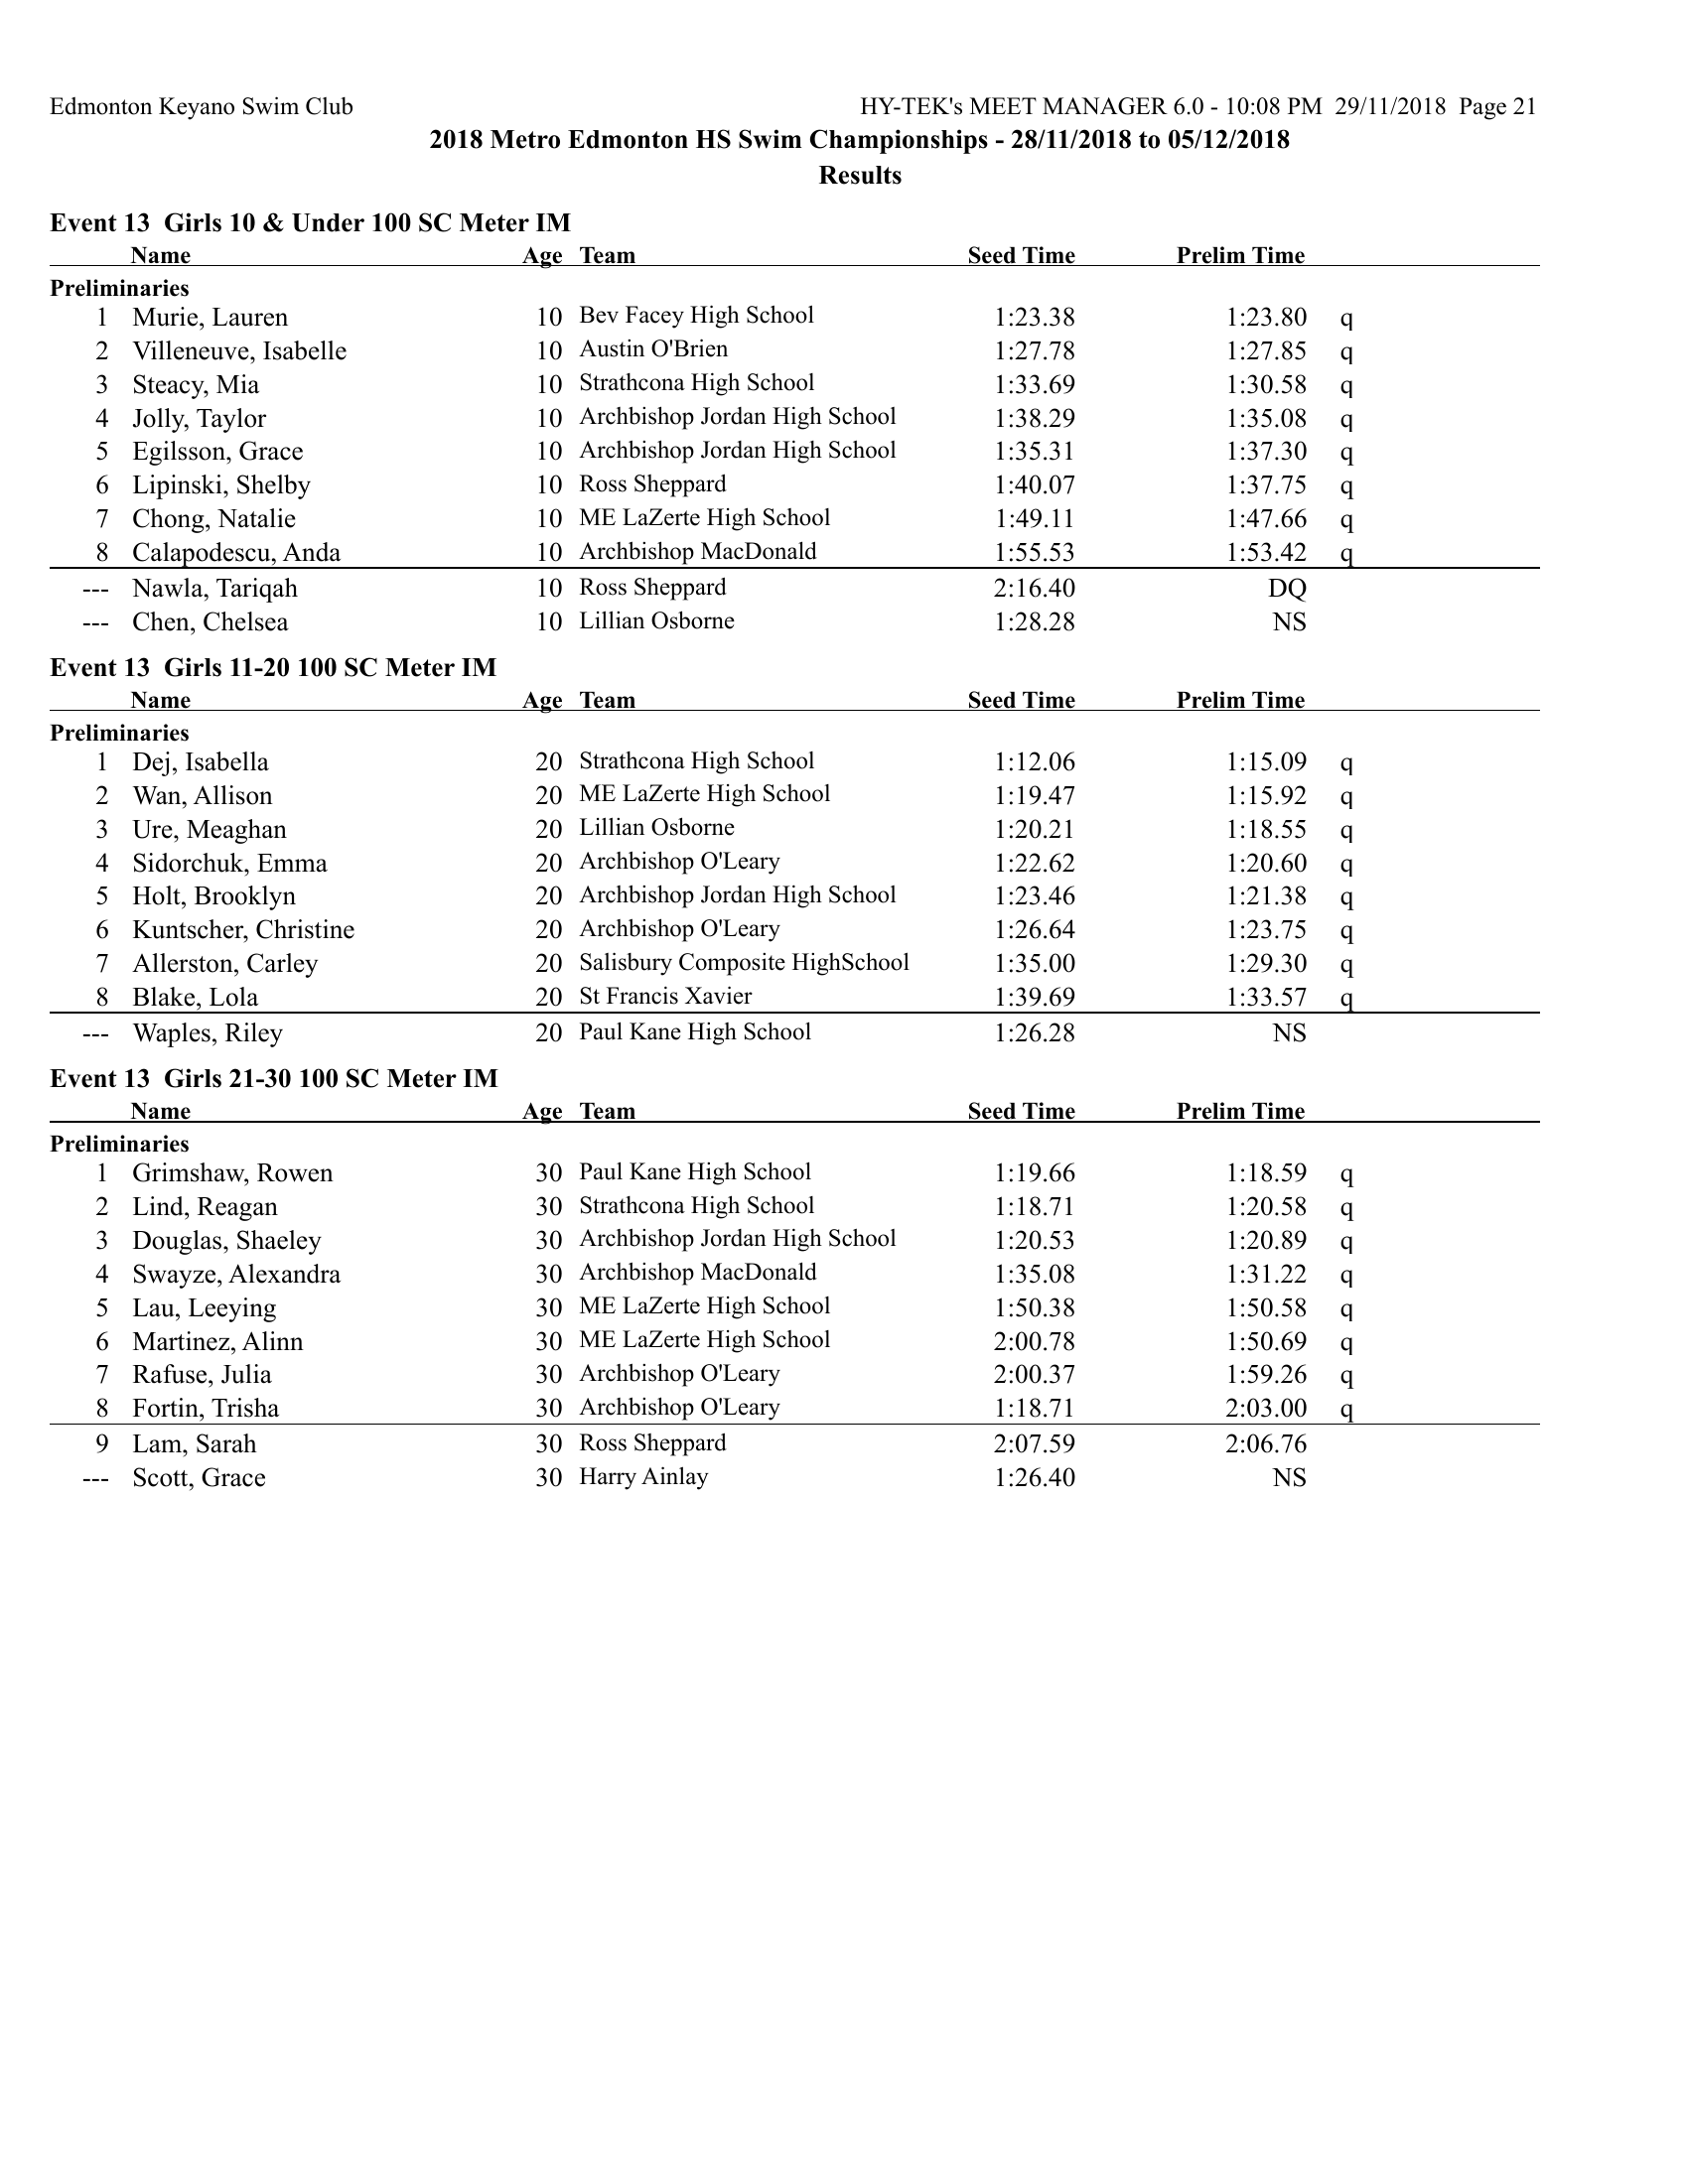 Edmonton Keyano Swim Club HY-TEK's MEET MANAGER 6.0 - 10:08 PM 29/11/2018 Page 21
2018 Metro Edmonton HS Swim Championships - 28/11/2018 to 05/12/2018
Results
Event 13 Girls 10 & Under 100 SC Meter IM
Name Age Team Seed Time Prelim Time
Preliminaries
1 Murie, Lauren 10 Bev Facey High School 1:23.38 1:23.80 q
2 Villeneuve, Isabelle 10 Austin O'Brien 1:27.78 1:27.85 q
3 Steacy, Mia 10 Strathcona High School 1:33.69 1:30.58 q
4 Jolly, Taylor 10 Archbishop Jordan High School 1:38.29 1:35.08 q
5 Egilsson, Grace 10 Archbishop Jordan High School 1:35.31 1:37.30 q
6 Lipinski, Shelby 10 Ross Sheppard 1:40.07 1:37.75 q
7 Chong, Natalie 10 ME LaZerte High School 1:49.11 1:47.66 q
8 Calapodescu, Anda 10 Archbishop MacDonald 1:55.53 1:53.42 q
--- Nawla, Tariqah 10 Ross Sheppard 2:16.40 DQ
--- Chen, Chelsea 10 Lillian Osborne 1:28.28 NS
Event 13 Girls 11-20 100 SC Meter IM
Name Age Team Seed Time Prelim Time
Preliminaries
1 Dej, Isabella 20 Strathcona High School 1:12.06 1:15.09 q
2 Wan, Allison 20 ME LaZerte High School 1:19.47 1:15.92 q
3 Ure, Meaghan 20 Lillian Osborne 1:20.21 1:18.55 q
4 Sidorchuk, Emma 20 Archbishop O'Leary 1:22.62 1:20.60 q
5 Holt, Brooklyn 20 Archbishop Jordan High School 1:23.46 1:21.38 q
6 Kuntscher, Christine 20 Archbishop O'Leary 1:26.64 1:23.75 q
7 Allerston, Carley 20 Salisbury Composite HighSchool 1:35.00 1:29.30 q
8 Blake, Lola 20 St Francis Xavier 1:39.69 1:33.57 q
--- Waples, Riley 20 Paul Kane High School 1:26.28 NS
Event 13 Girls 21-30 100 SC Meter IM
Name Age Team Seed Time Prelim Time
Preliminaries
1 Grimshaw, Rowen 30 Paul Kane High School 1:19.66 1:18.59 q
2 Lind, Reagan 30 Strathcona High School 1:18.71 1:20.58 q
3 Douglas, Shaeley 30 Archbishop Jordan High School 1:20.53 1:20.89 q
4 Swayze, Alexandra 30 Archbishop MacDonald 1:35.08 1:31.22 q
5 Lau, Leeying 30 ME LaZerte High School 1:50.38 1:50.58 q
6 Martinez, Alinn 30 ME LaZerte High School 2:00.78 1:50.69 q
7 Rafuse, Julia 30 Archbishop O'Leary 2:00.37 1:59.26 q
8 Fortin, Trisha 30 Archbishop O'Leary 1:18.71 2:03.00 q
9 Lam, Sarah 30 Ross Sheppard 2:07.59 2:06.76
--- Scott, Grace 30 Harry Ainlay 1:26.40 NS